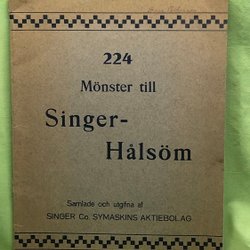 224
Mönster till
Singer-
Hålsöm
Samlade och utgifna af
SINGER Co. SYMASKINS AKTIEBOLAG